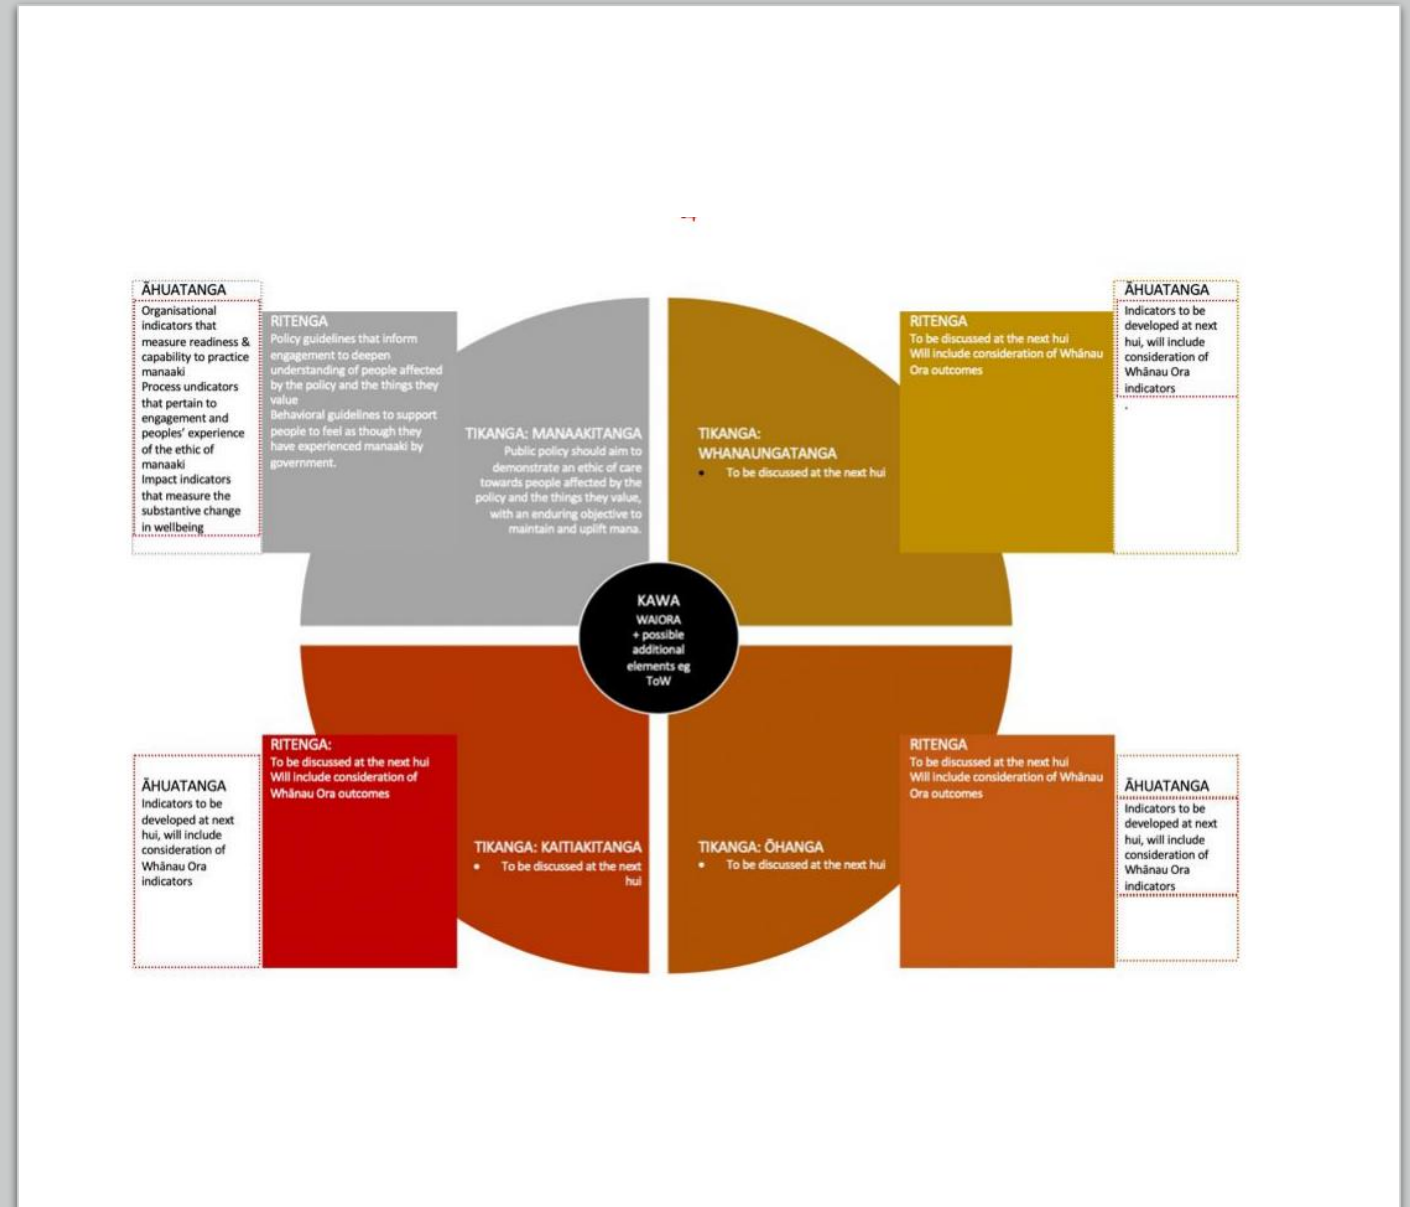 ĀHUATANGA
Organisational
indicators that
measure readiness &
capability to practice
manaaki
Process undicators
that pertain to
engagement and
peoples' experience
of the ethic of
manaaki
Impact indicators
that measure the
substantive change
in wellbeing
RITENGA
Policy guidelines that inform
engagement to deepen
understanding of people affected
by the policy and the things they
value
Behavioral guidelines to support
people to feel as though they
have experienced manaaki by
government.
TIKANGA: MANAAKITANGA
Public policy should aim to
demonstrate an ethic of care
towards people affected by the
policy and the things they value,
with an enduring objective to
maintain and uplift mana.
TIKANGA:
WHANAUNGATANGA
• To be discussed at the next hui
RITENGA
To be discussed at the next hui
Will include consideration of Whānau
Ora outcomes
ĀHUATANGA
Indicators to be
developed at next
hui, will include
consideration of
Whānau Ora
indicators
.
KAWA
WAIORA
+ possible
additional
elements eg
ToW
ĀHUATANGA
Indicators to be
developed at next
hui, will include
consideration of
Whānau Ora
indicators
RITENGA:
To be discussed at the next hui
Will include consideration of
Whānau Ora outcomes
TIKANGA: KAITIAKITANGA
• To be discussed at the next
hui
TIKANGA: ŌHANGA
• To be discussed at the next hui
RITENGA
To be discussed at the next hui
Will include consideration of Whānau
Ora outcomes
ĀHUATANGA
Indicators to be
developed at next
hui, will include
consideration of
Whānau Ora
indicators